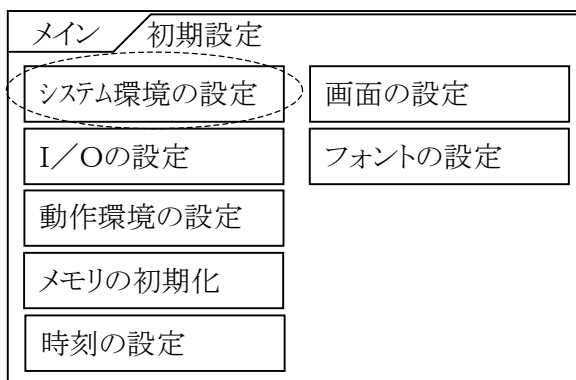 メイン／初期設定
システム環境の設定
画面の設定
I／Oの設定
フォントの設定
動作環境の設定
メモリの初期化
時刻の設定